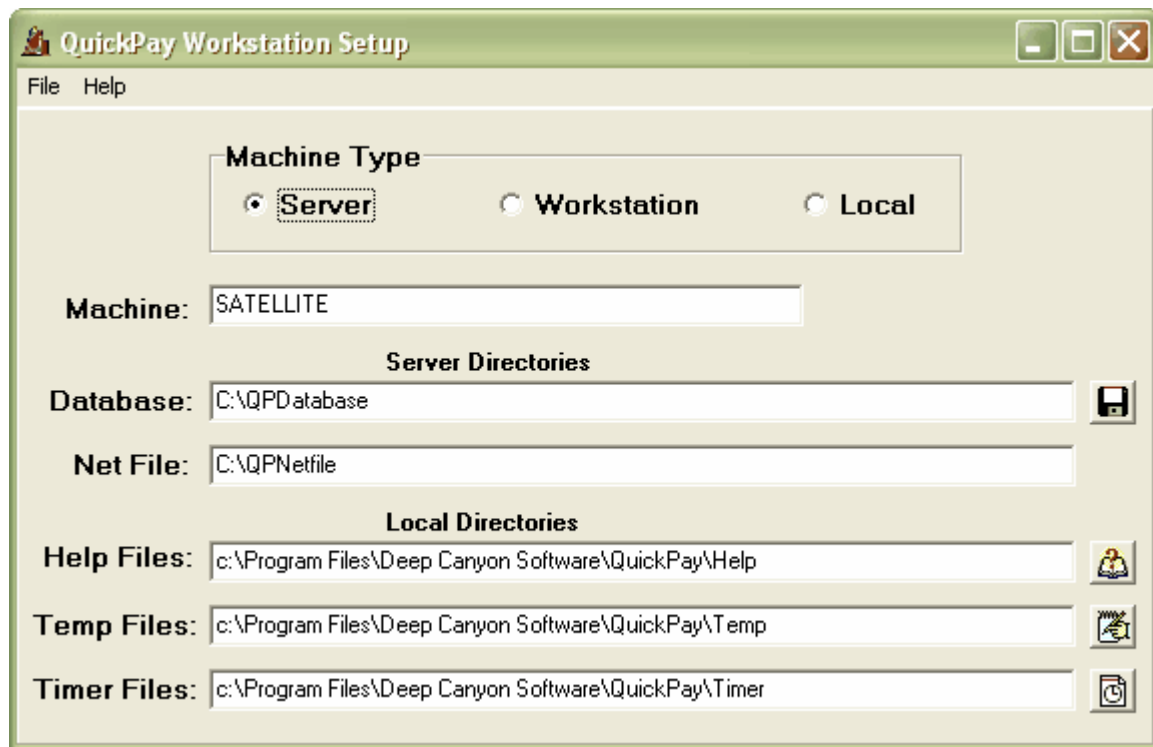 QuickPay Workstation Setup
File Help
Machine Type
Server Workstation Local
Machine: SATELLITE
Server Directories
Database: C:\QPDatabase
Net File: C:\QPNetfile
Local Directories
Help Files: c:\Program Files\Deep Canyon Software\QuickPay\Help
Temp Files: c:\Program Files\Deep Canyon Software\QuickPay\Temp
Timer Files: c:\Program Files\Deep Canyon Software\QuickPay\Timer